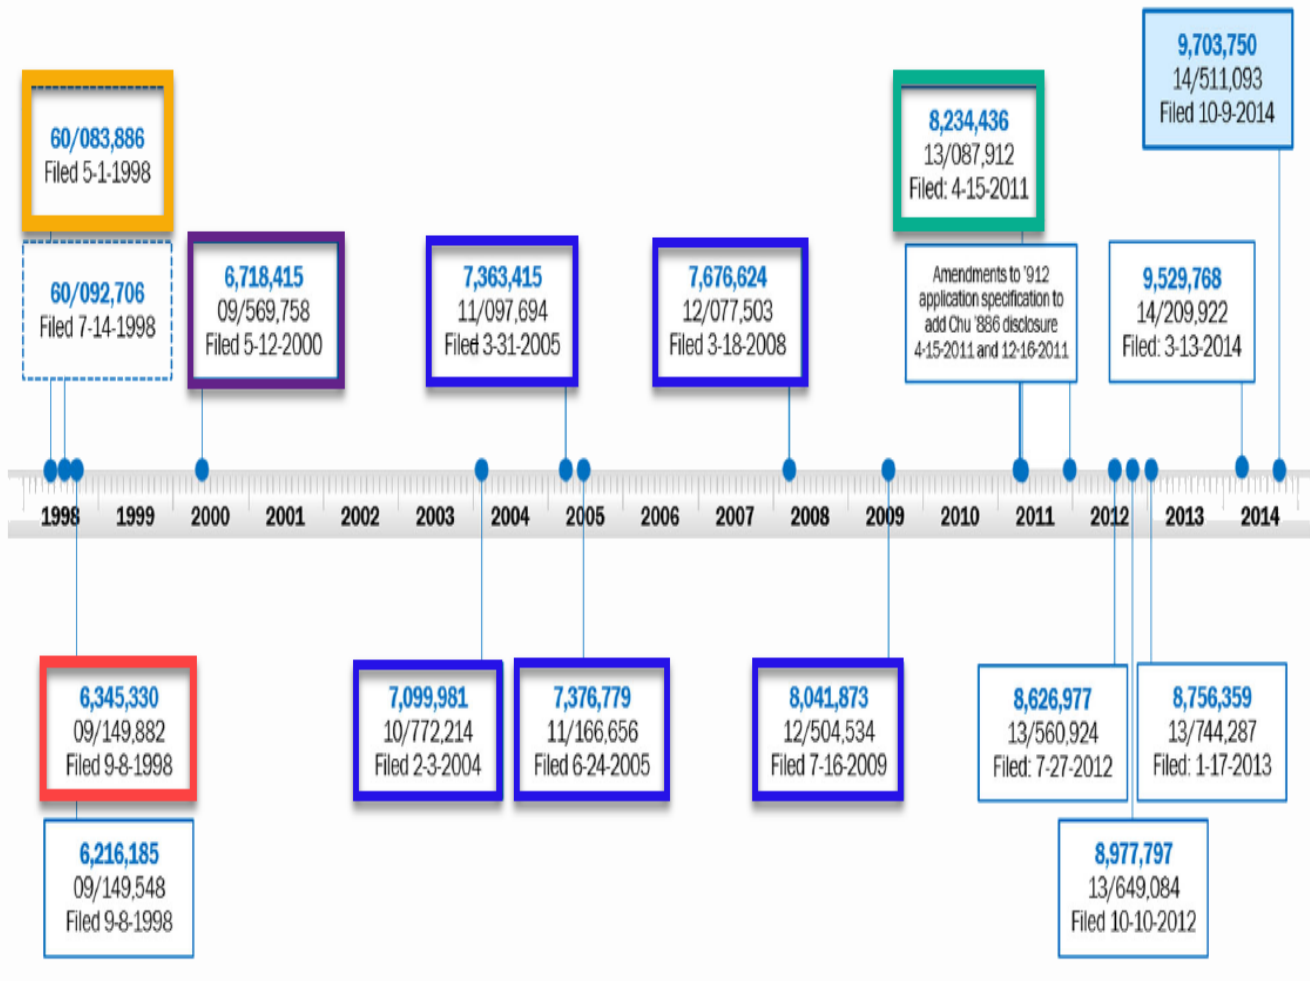 9,703,750
14/511,093
Filed 10-9-2014
60/083,886
Filed 5-1-1998
8,234,436
13/087,912
Filed: 4-15-2011
60/092,706
Filed 7-14-1998
6,718,415
09/569,758
Filed 5-12-2000
7,363,415
11/097,694
Filed 3-31-2005
7,676,624
12/077,503
Filed 3-18-2008
Amendments to '912
application specification to
add Chu '886 disclosure
4-15-2011 and 12-16-2011
9,529,768
14/209,922
Filed: 3-13-2014
1998 1999 2000 2001 2002 2003 2004 2005 2006 2007 2008 2009 2010 2011 2012 2013 2014
6,345,330
09/149,882
Filed 9-8-1998
7,099,981
10/772,214
Filed 2-3-2004
7,376,779
11/166,656
Filed 6-24-2005
8,041,873
12/504,534
Filed 7-16-2009
8,626,977
13/560,924
Filed: 7-27-2012
8,756,359
13/744,287
Filed: 1-17-2013
6,216,185
09/149,548
Filed 9-8-1998
8,977,797
13/649,084
Filed 10-10-2012